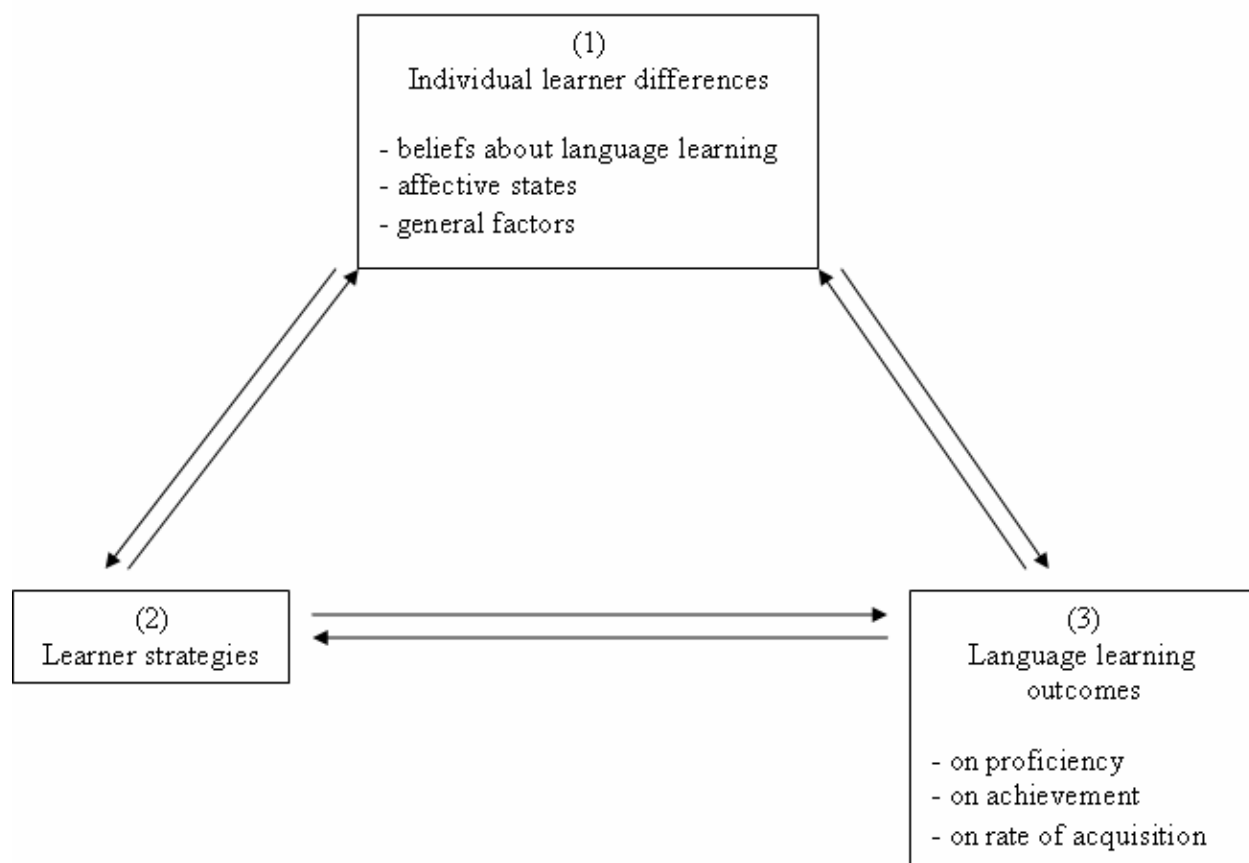 (1)
Individual learner differences
- beliefs about language learning
- affective states
- general factors
(2)
Learner strategies
(3)
Language learning
outcomes
- on proficiency
- on achievement
- on rate of acquisition